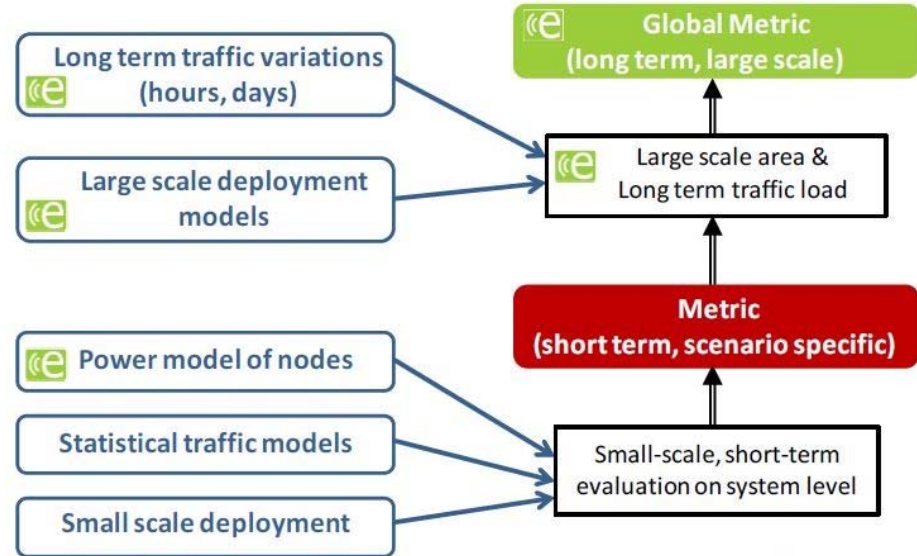 Long term traffic variations
(hours, days)
Large scale deployment
models
Power model of nodes
Statistical traffic models
Small scale deployment
Global Metric
(long term, large scale)
Large scale area &
Long term traffic load
Metric
(short term, scenario specific)
Small-scale, short-term
evaluation on system level
e
e
e
e
e